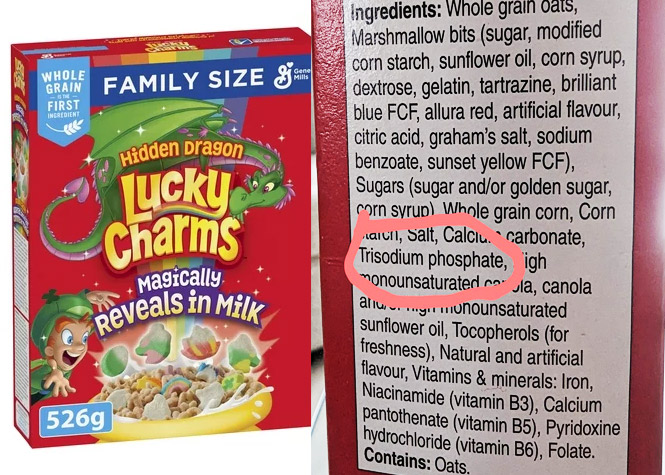 WHOLE
GRAIN
IS THE
FIRST
INGREDIENT
FAMILY SIZE
General
Mills
Hidden Dragon
Lucky
Charms
Magically
Reveals in Milk
526g
Ingredients: Whole grain oats,
Marshmallow bits (sugar, modified
corn starch, sunflower oil, corn syrup,
dextrose, gelatin, tartrazine, brilliant
blue FCF, allura red, artificial flavour,
citric acid, graham's salt, sodium
benzoate, sunset yellow FCF),
Sugars (sugar and/or golden sugar,
corn syrup), Whole grain corn, Corn
starch, Salt, Calcium carbonate,
Trisodium phosphate, High
monounsaturated canola, canola
and/or high monounsaturated
sunflower oil, Tocopherols (for
freshness), Natural and artificial
flavour, Vitamins & minerals: Iron,
Niacinamide (vitamin B3), Calcium
pantothenate (vitamin B5), Pyridoxine
hydrochloride (vitamin B6), Folate.
Contains: Oats.